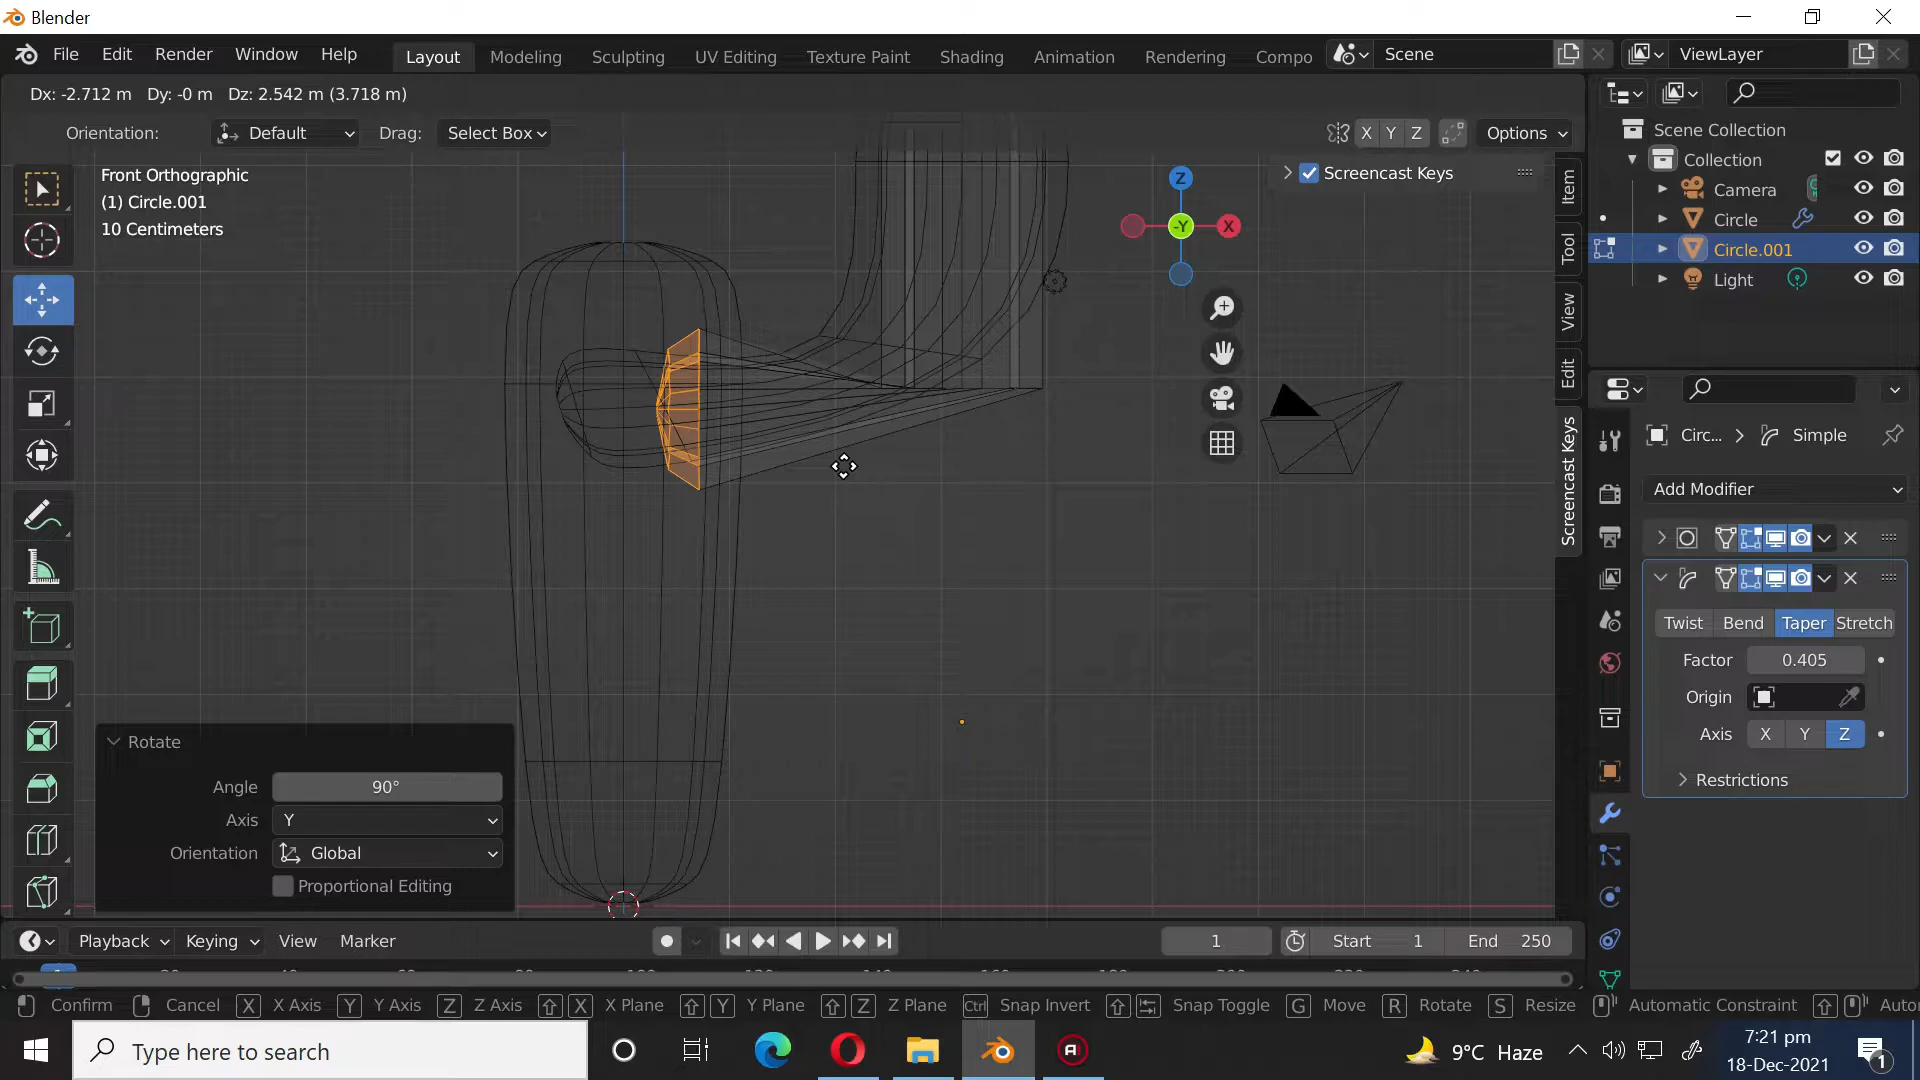 Blender
File Edit Render Window Help Layout Modeling Sculpting UV Editing Texture Paint Shading Animation Rendering Compo Scene ViewLayer
Dx: -2.712 m Dy: -0 m Dz: 2.542 m (3.718 m)
Orientation: Default Drag: Select Box X Y Z Options
Front Orthographic
(1) Circle.001
10 Centimeters
Screencast Keys
Z
-Y
X
Item
Tool
View
Edit
Screencast Keys
Scene Collection
Collection
Camera
Circle
Circle.001
Light
Circ... Simple
Add Modifier
Twist Bend Taper Stretch
Factor 0.405
Origin
Axis X Y Z
Restrictions
Rotate
Angle 90°
Axis Y
Orientation Global
Proportional Editing
Playback Keying View Marker 1 Start 1 End 250
Confirm Cancel X X Axis Y Y Axis Z Z Axis X X Plane Y Y Plane Z Z Plane Ctrl Snap Invert Snap Toggle G Move R Rotate S Resize Automatic Constraint Auto
Type here to search
9°C Haze
7:21 pm
18-Dec-2021
1